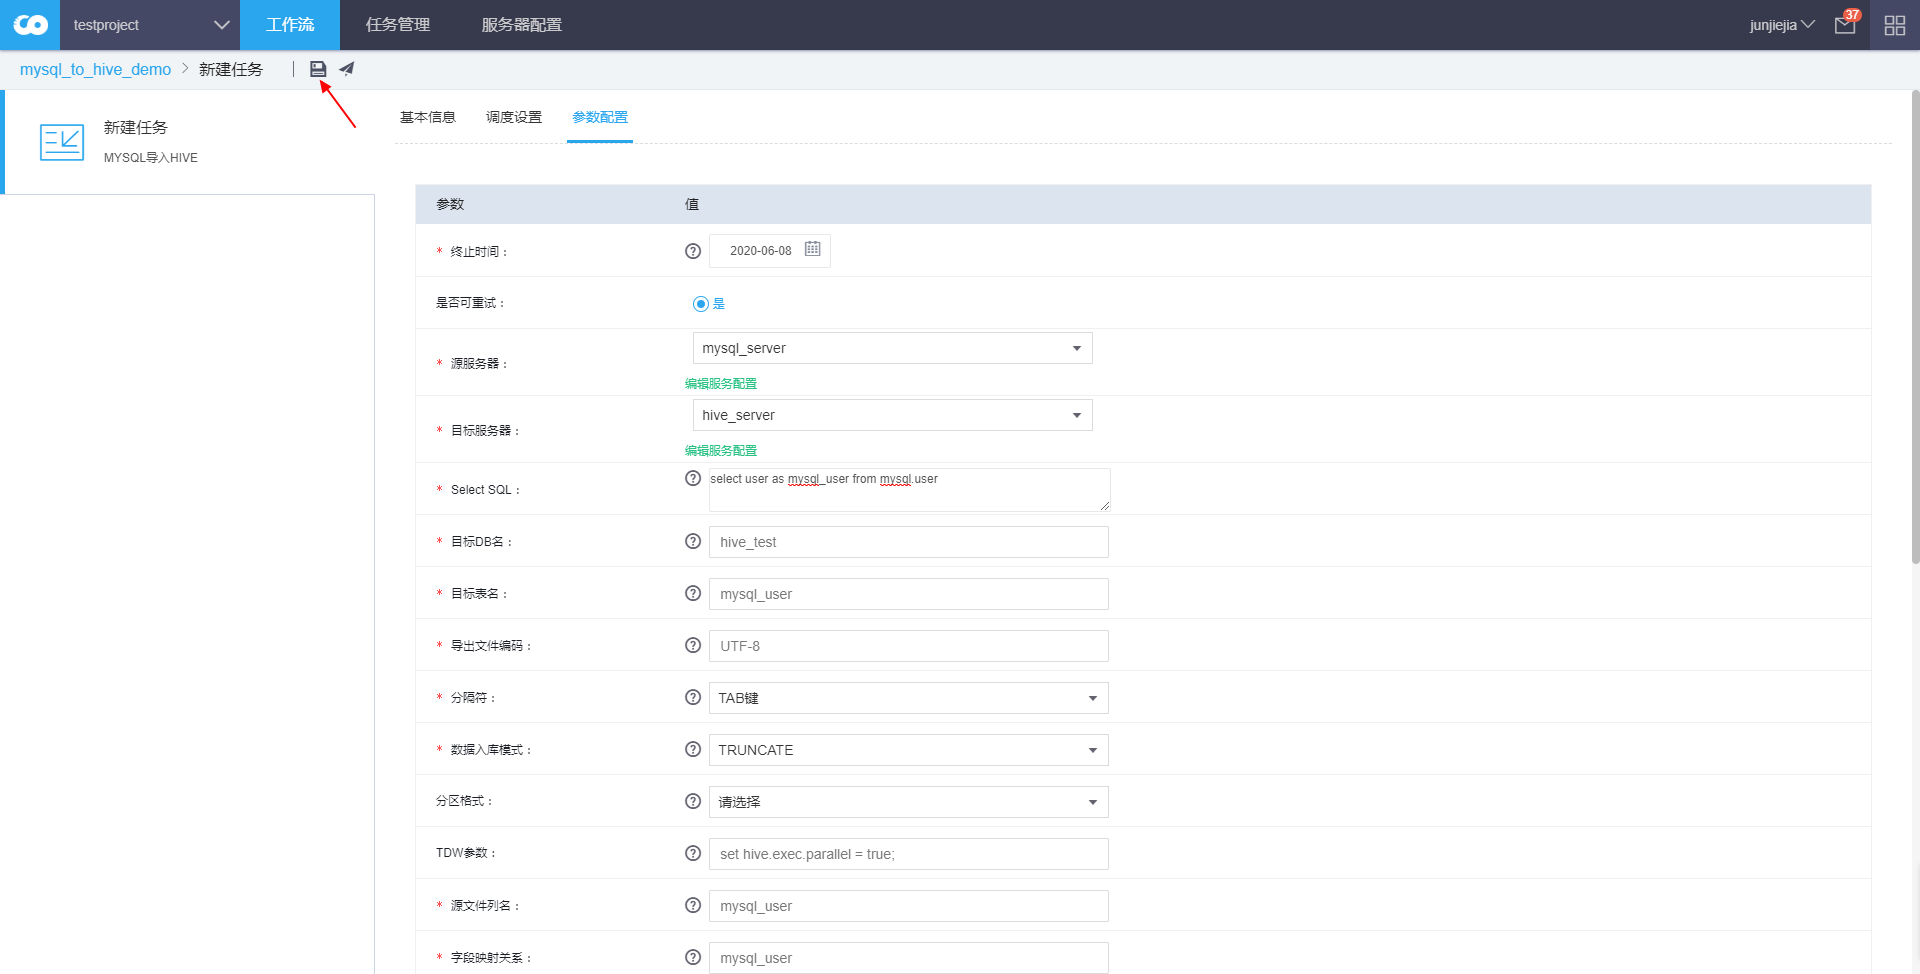 testproject 工作流 任务管理 服务器配置 junjiejia 37
mysql_to_hive_demo > 新建任务
新建任务
MYSQL导入HIVE
基本信息 调度设置 参数配置
参数 值
* 终止时间： 2020-06-08
是否可重试： 是
* 源服务器： mysql_server
编辑服务配置
* 目标服务器： hive_server
编辑服务配置
* Select SQL： select user as mysql_user from mysql.user
* 目标DB名： hive_test
* 目标表名： mysql_user
* 导出文件编码： UTF-8
* 分隔符： TAB键
* 数据入库模式： TRUNCATE
分区格式： 请选择
TDW参数： set hive.exec.parallel = true;
* 源文件列名： mysql_user
* 字段映射关系： mysql_user